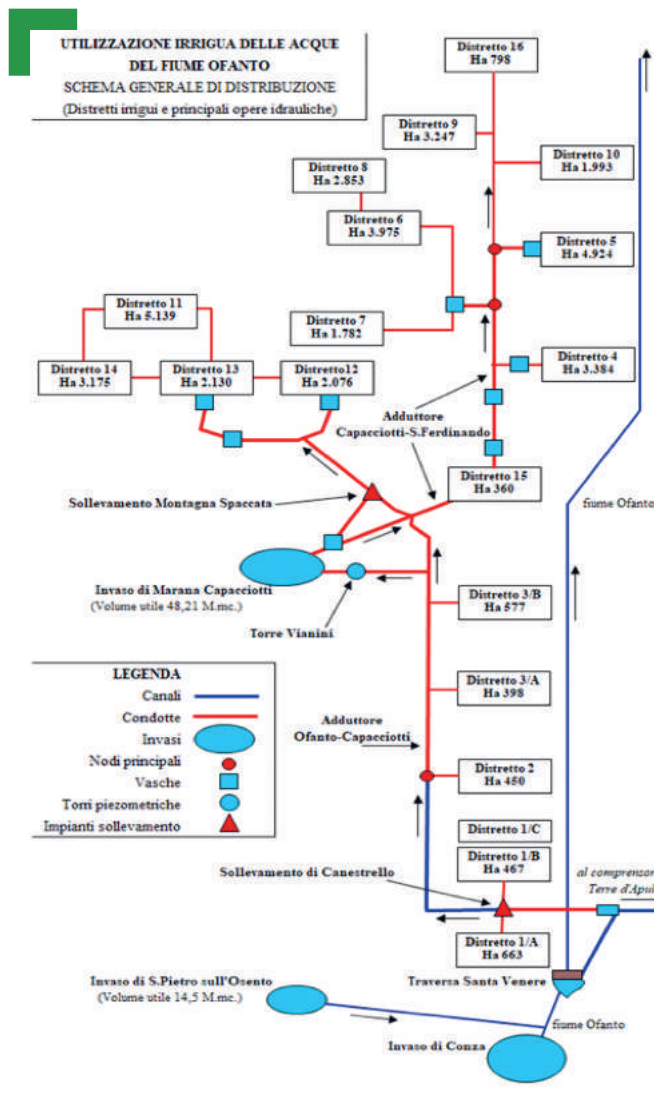 UTILIZZAZIONE IRRIGUA DELLE ACQUE
DEL FIUME OFANTO
SCHEMA GENERALE DI DISTRIBUZIONE
(Distretti irrigui e principali opere idrauliche)
Distretto 16
Ha 798
Distretto 9
Ha 3.247
Distretto 10
Ha 1.993
Distretto 8
Ha 2.853
Distretto 6
Ha 3.975
Distretto 5
Ha 4.924
Distretto 11
Ha 5.139
Distretto 7
Ha 1.782
Distretto 14
Ha 3.175
Distretto 13
Ha 2.130
Distretto12
Ha 2.076
Distretto 4
Ha 3.384
Adduttore
Capacciotti-S.Ferdinando
Distretto 15
Ha 360
Sollevamento Montagna Spaccata
fiume Ofanto
Invaso di Marana Capacciotti
(Volume utile 48,21 M.mc.)
Torre Vianini
Distretto 3/B
Ha 577
LEGENDA
Canali
Condotte
Invasi
Nodi principali
Vasche
Torri piezometriche
Impianti sollevamento
Distretto 3/A
Ha 398
Adduttore
Ofanto-Capacciotti
Distretto 2
Ha 450
Distretto 1/C
Distretto 1/B
Ha 467
Sollevamento di Canestrello
al comprenzor
Terre d'Apul
Distretto 1/A
Ha 663
Traversa Santa Venere
Invaso di S.Pietro sull'Osento
(Volume utile 14,5 M.mc.)
fiume Ofanto
Invaso di Conza